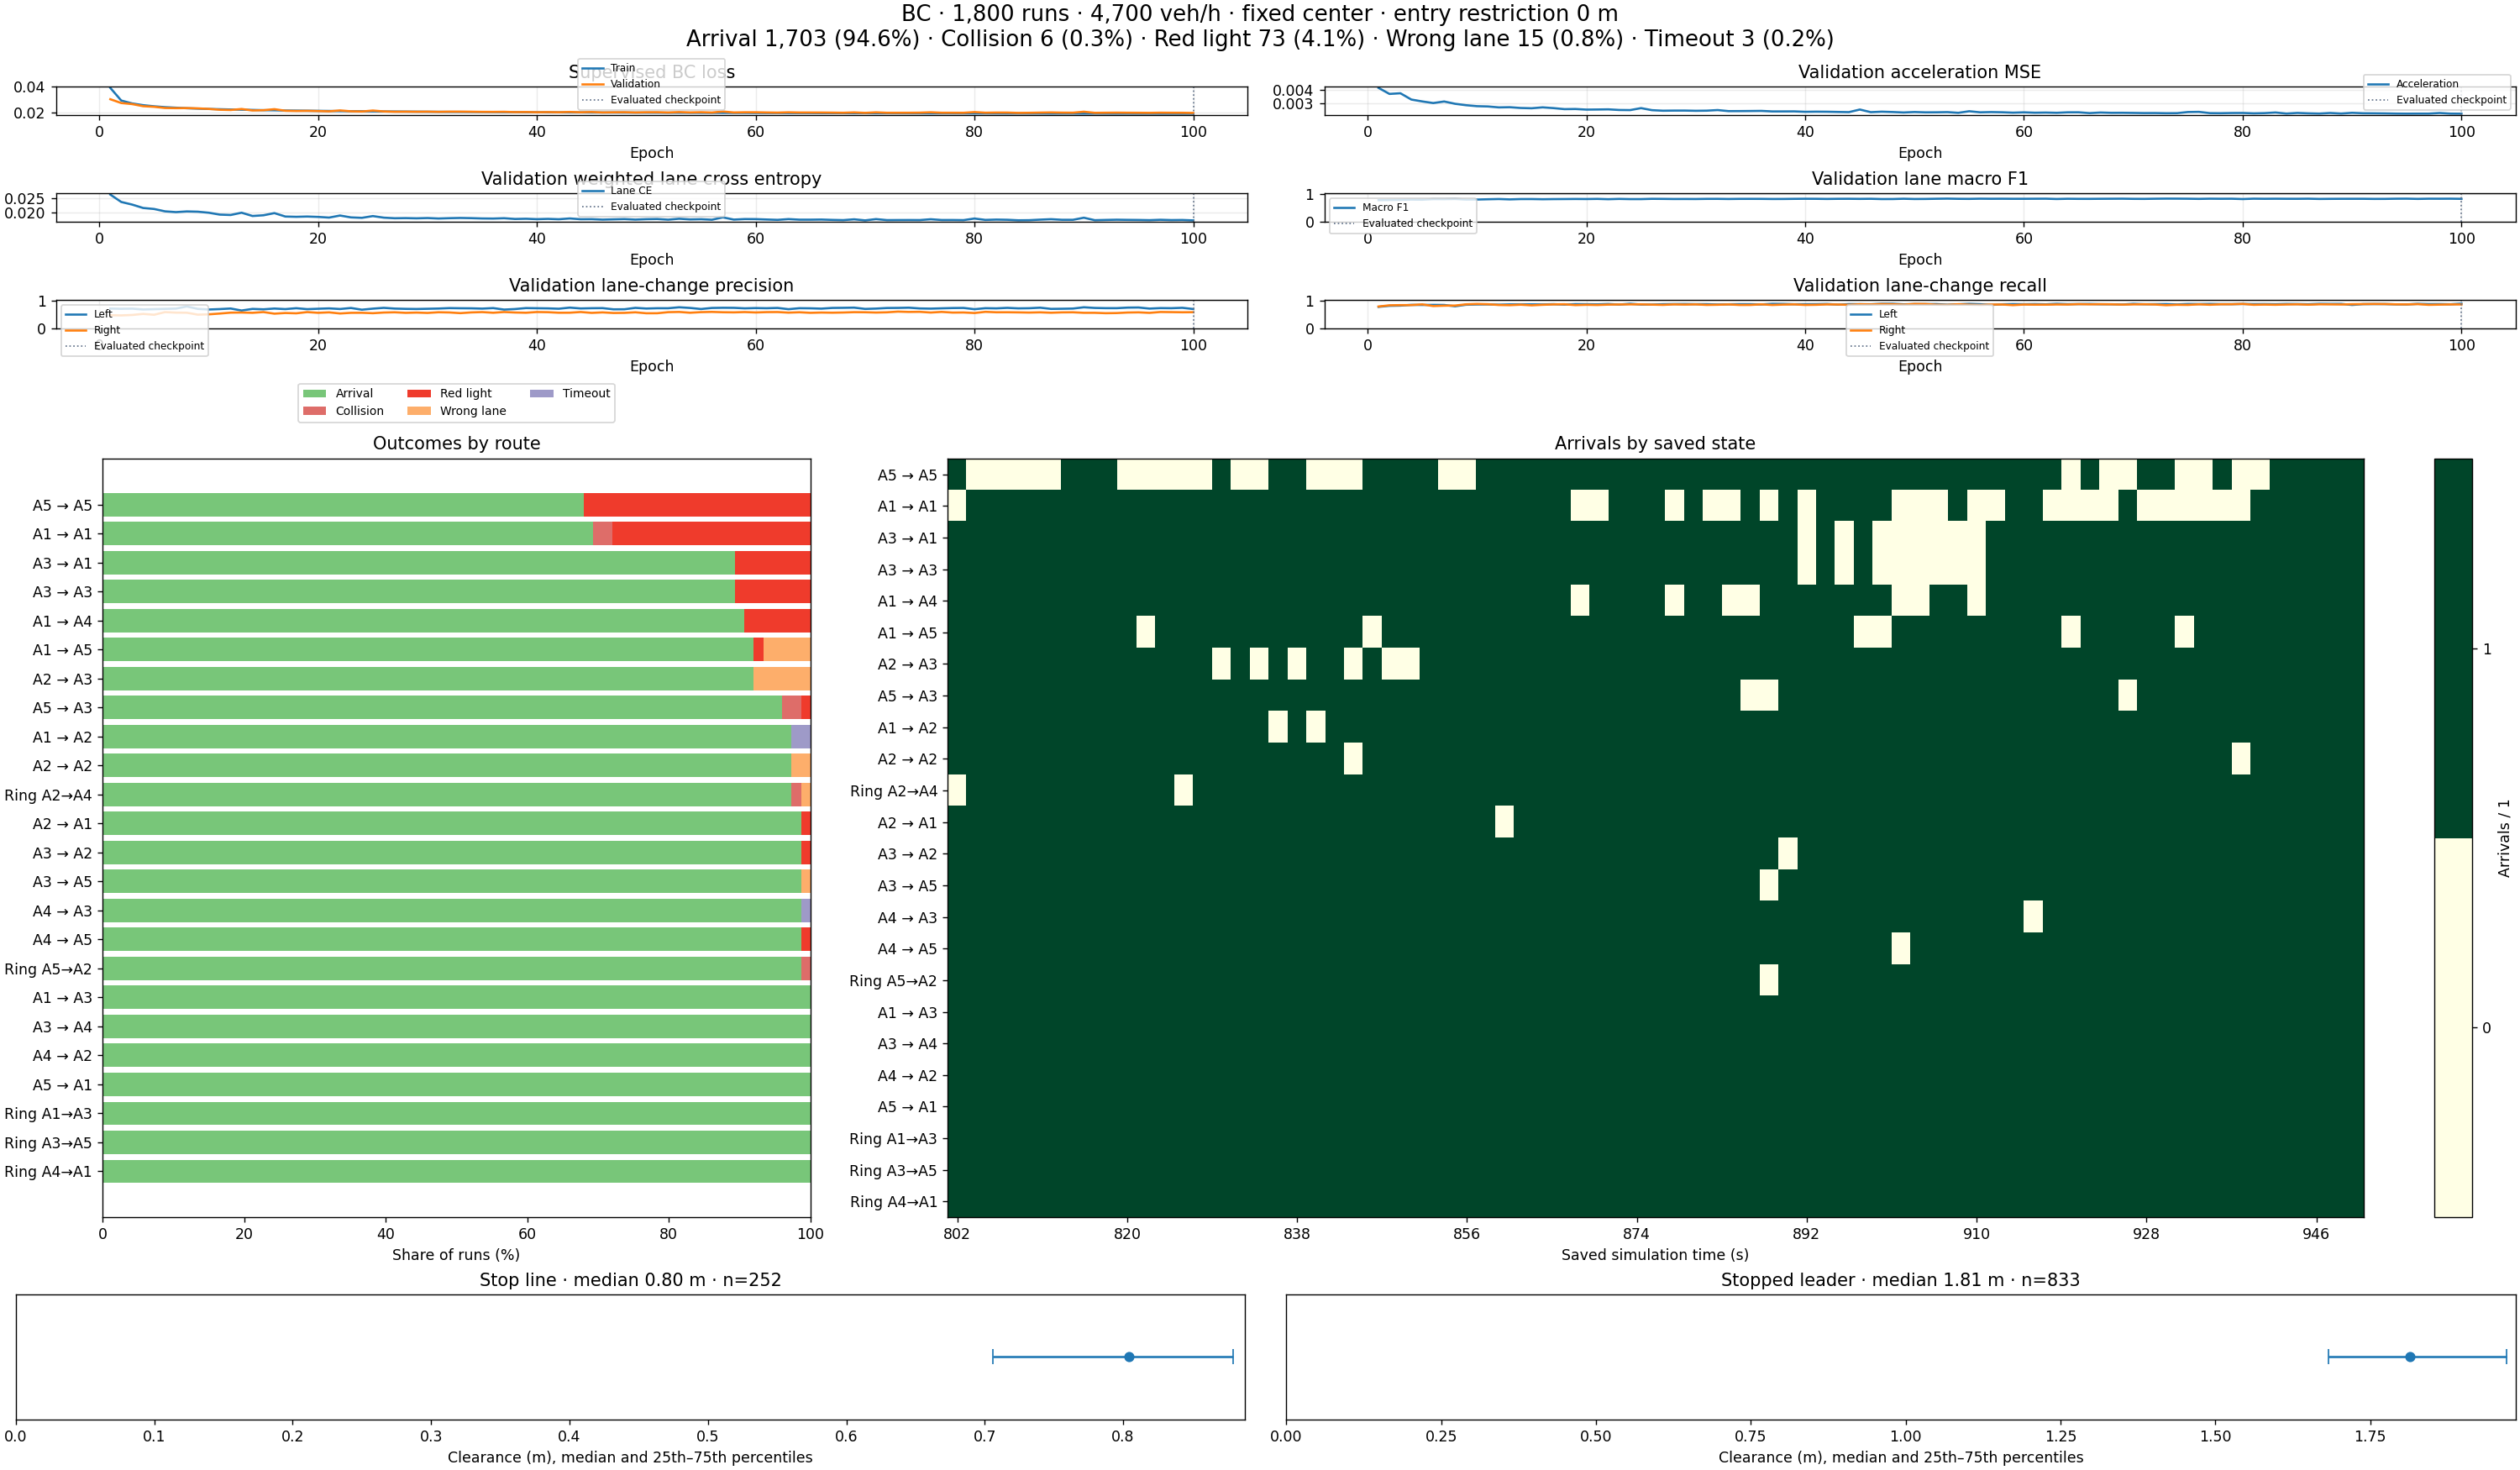 BC · 1,800 runs · 4,700 veh/h · fixed center · entry restriction 0 m
Arrival 1,703 (94.6%) · Collision 6 (0.3%) · Red light 73 (4.1%) · Wrong lane 15 (0.8%) · Timeout 3 (0.2%)
Supervised BC loss
Train
Validation
Evaluated checkpoint
0.04
0.02
0 20 40 60 80 100
Epoch
Validation acceleration MSE
Acceleration
Evaluated checkpoint
0.004
0.003
0 20 40 60 80 100
Epoch
Validation weighted lane cross entropy
Lane CE
Evaluated checkpoint
0.025
0.020
0 20 40 60 80 100
Epoch
Validation lane macro F1
Macro F1
Evaluated checkpoint
1
0
0 20 40 60 80 100
Epoch
Validation lane-change precision
Left
Right
Evaluated checkpoint
1
0
20 40 60 80 100
Epoch
Validation lane-change recall
Left
Right
Evaluated checkpoint
1
0
0 20 40 60 80 100
Epoch
Arrival Red light Timeout
Collision Wrong lane
Outcomes by route
A5 → A5
A1 → A1
A3 → A1
A3 → A3
A1 → A4
A1 → A5
A2 → A3
A5 → A3
A1 → A2
A2 → A2
Ring A2→A4
A2 → A1
A3 → A2
A3 → A5
A4 → A3
A4 → A5
Ring A5→A2
A1 → A3
A3 → A4
A4 → A2
A5 → A1
Ring A1→A3
Ring A3→A5
Ring A4→A1
0 20 40 60 80 100
Share of runs (%)
Arrivals by saved state
A5 → A5
A1 → A1
A3 → A1
A3 → A3
A1 → A4
A1 → A5
A2 → A3
A5 → A3
A1 → A2
A2 → A2
Ring A2→A4
A2 → A1
A3 → A2
A3 → A5
A4 → A3
A4 → A5
Ring A5→A2
A1 → A3
A3 → A4
A4 → A2
A5 → A1
Ring A1→A3
Ring A3→A5
Ring A4→A1
802 820 838 856 874 892 910 928 946
Saved simulation time (s)
1
0
Arrivals / 1
Stop line · median 0.80 m · n=252
0.0 0.1 0.2 0.3 0.4 0.5 0.6 0.7 0.8
Clearance (m), median and 25th–75th percentiles
Stopped leader · median 1.81 m · n=833
0.00 0.25 0.50 0.75 1.00 1.25 1.50 1.75
Clearance (m), median and 25th–75th percentiles